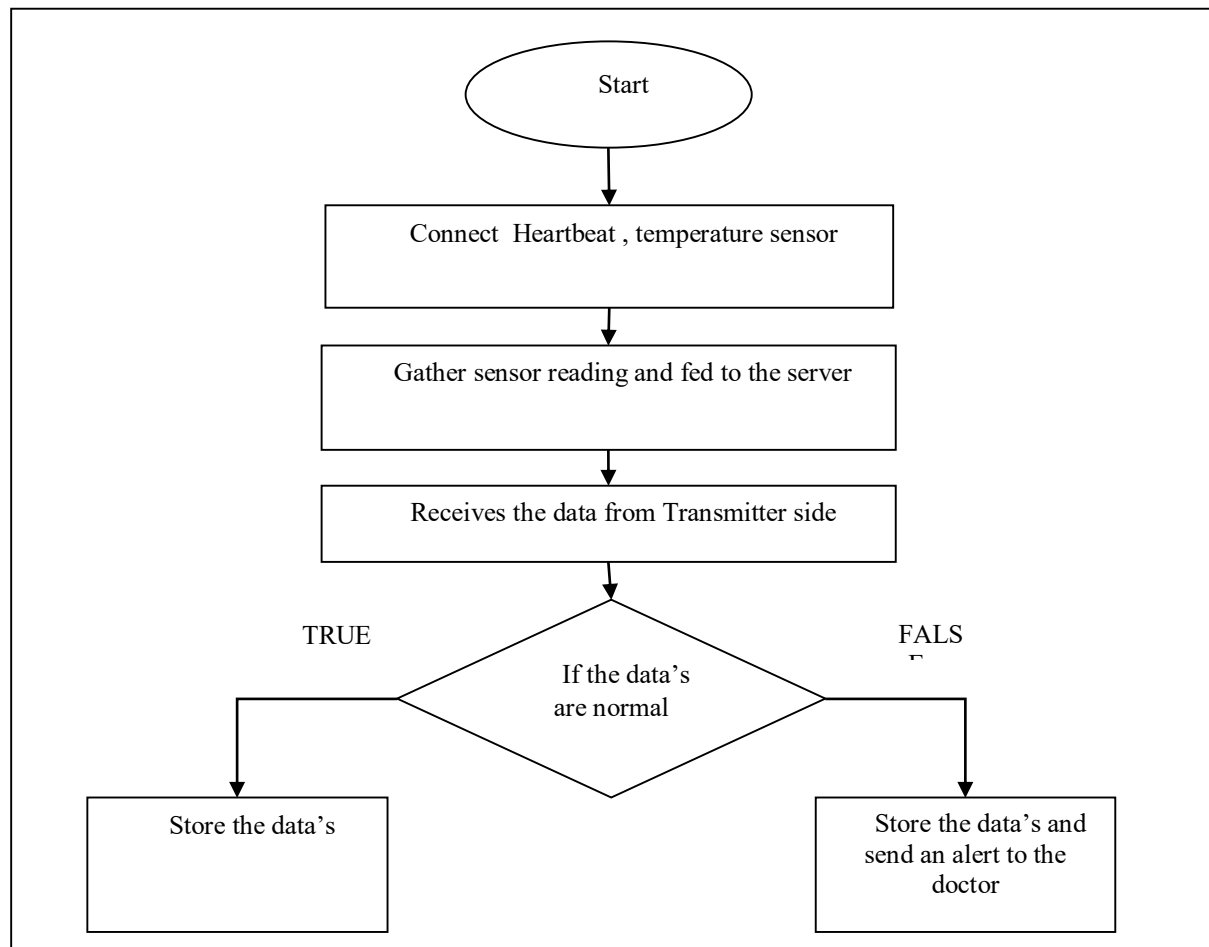 Start
Connect Heartbeat , temperature sensor
Gather sensor reading and fed to the server
Receives the data from Transmitter side
TRUE
FALS
If the data’s
are normal
Store the data’s
Store the data’s and
send an alert to the
doctor